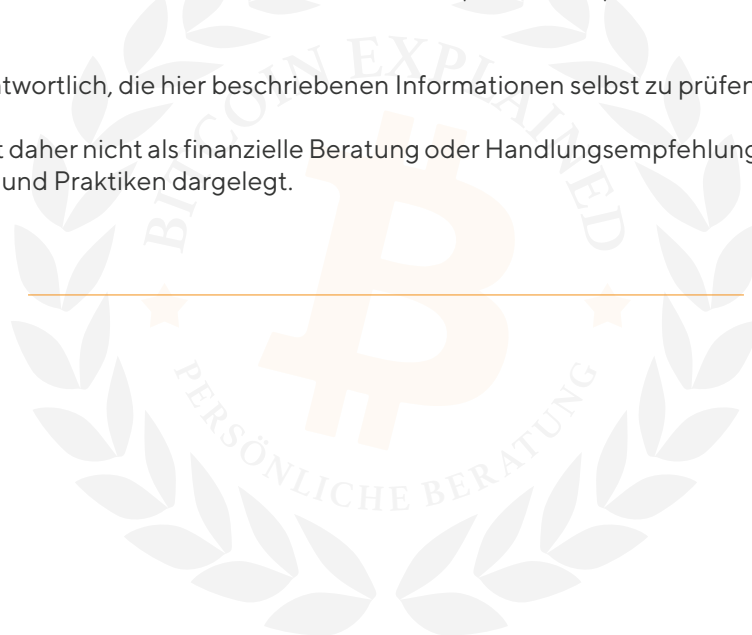 BITCOIN EXPLAINED
twortlich, die hier beschriebenen Informationen selbst zu prüfen
daher nicht als finanzielle Beratung oder Handlungsempfehlung
und Praktiken dargelegt.
PERSÖNLICHE BERATUNG